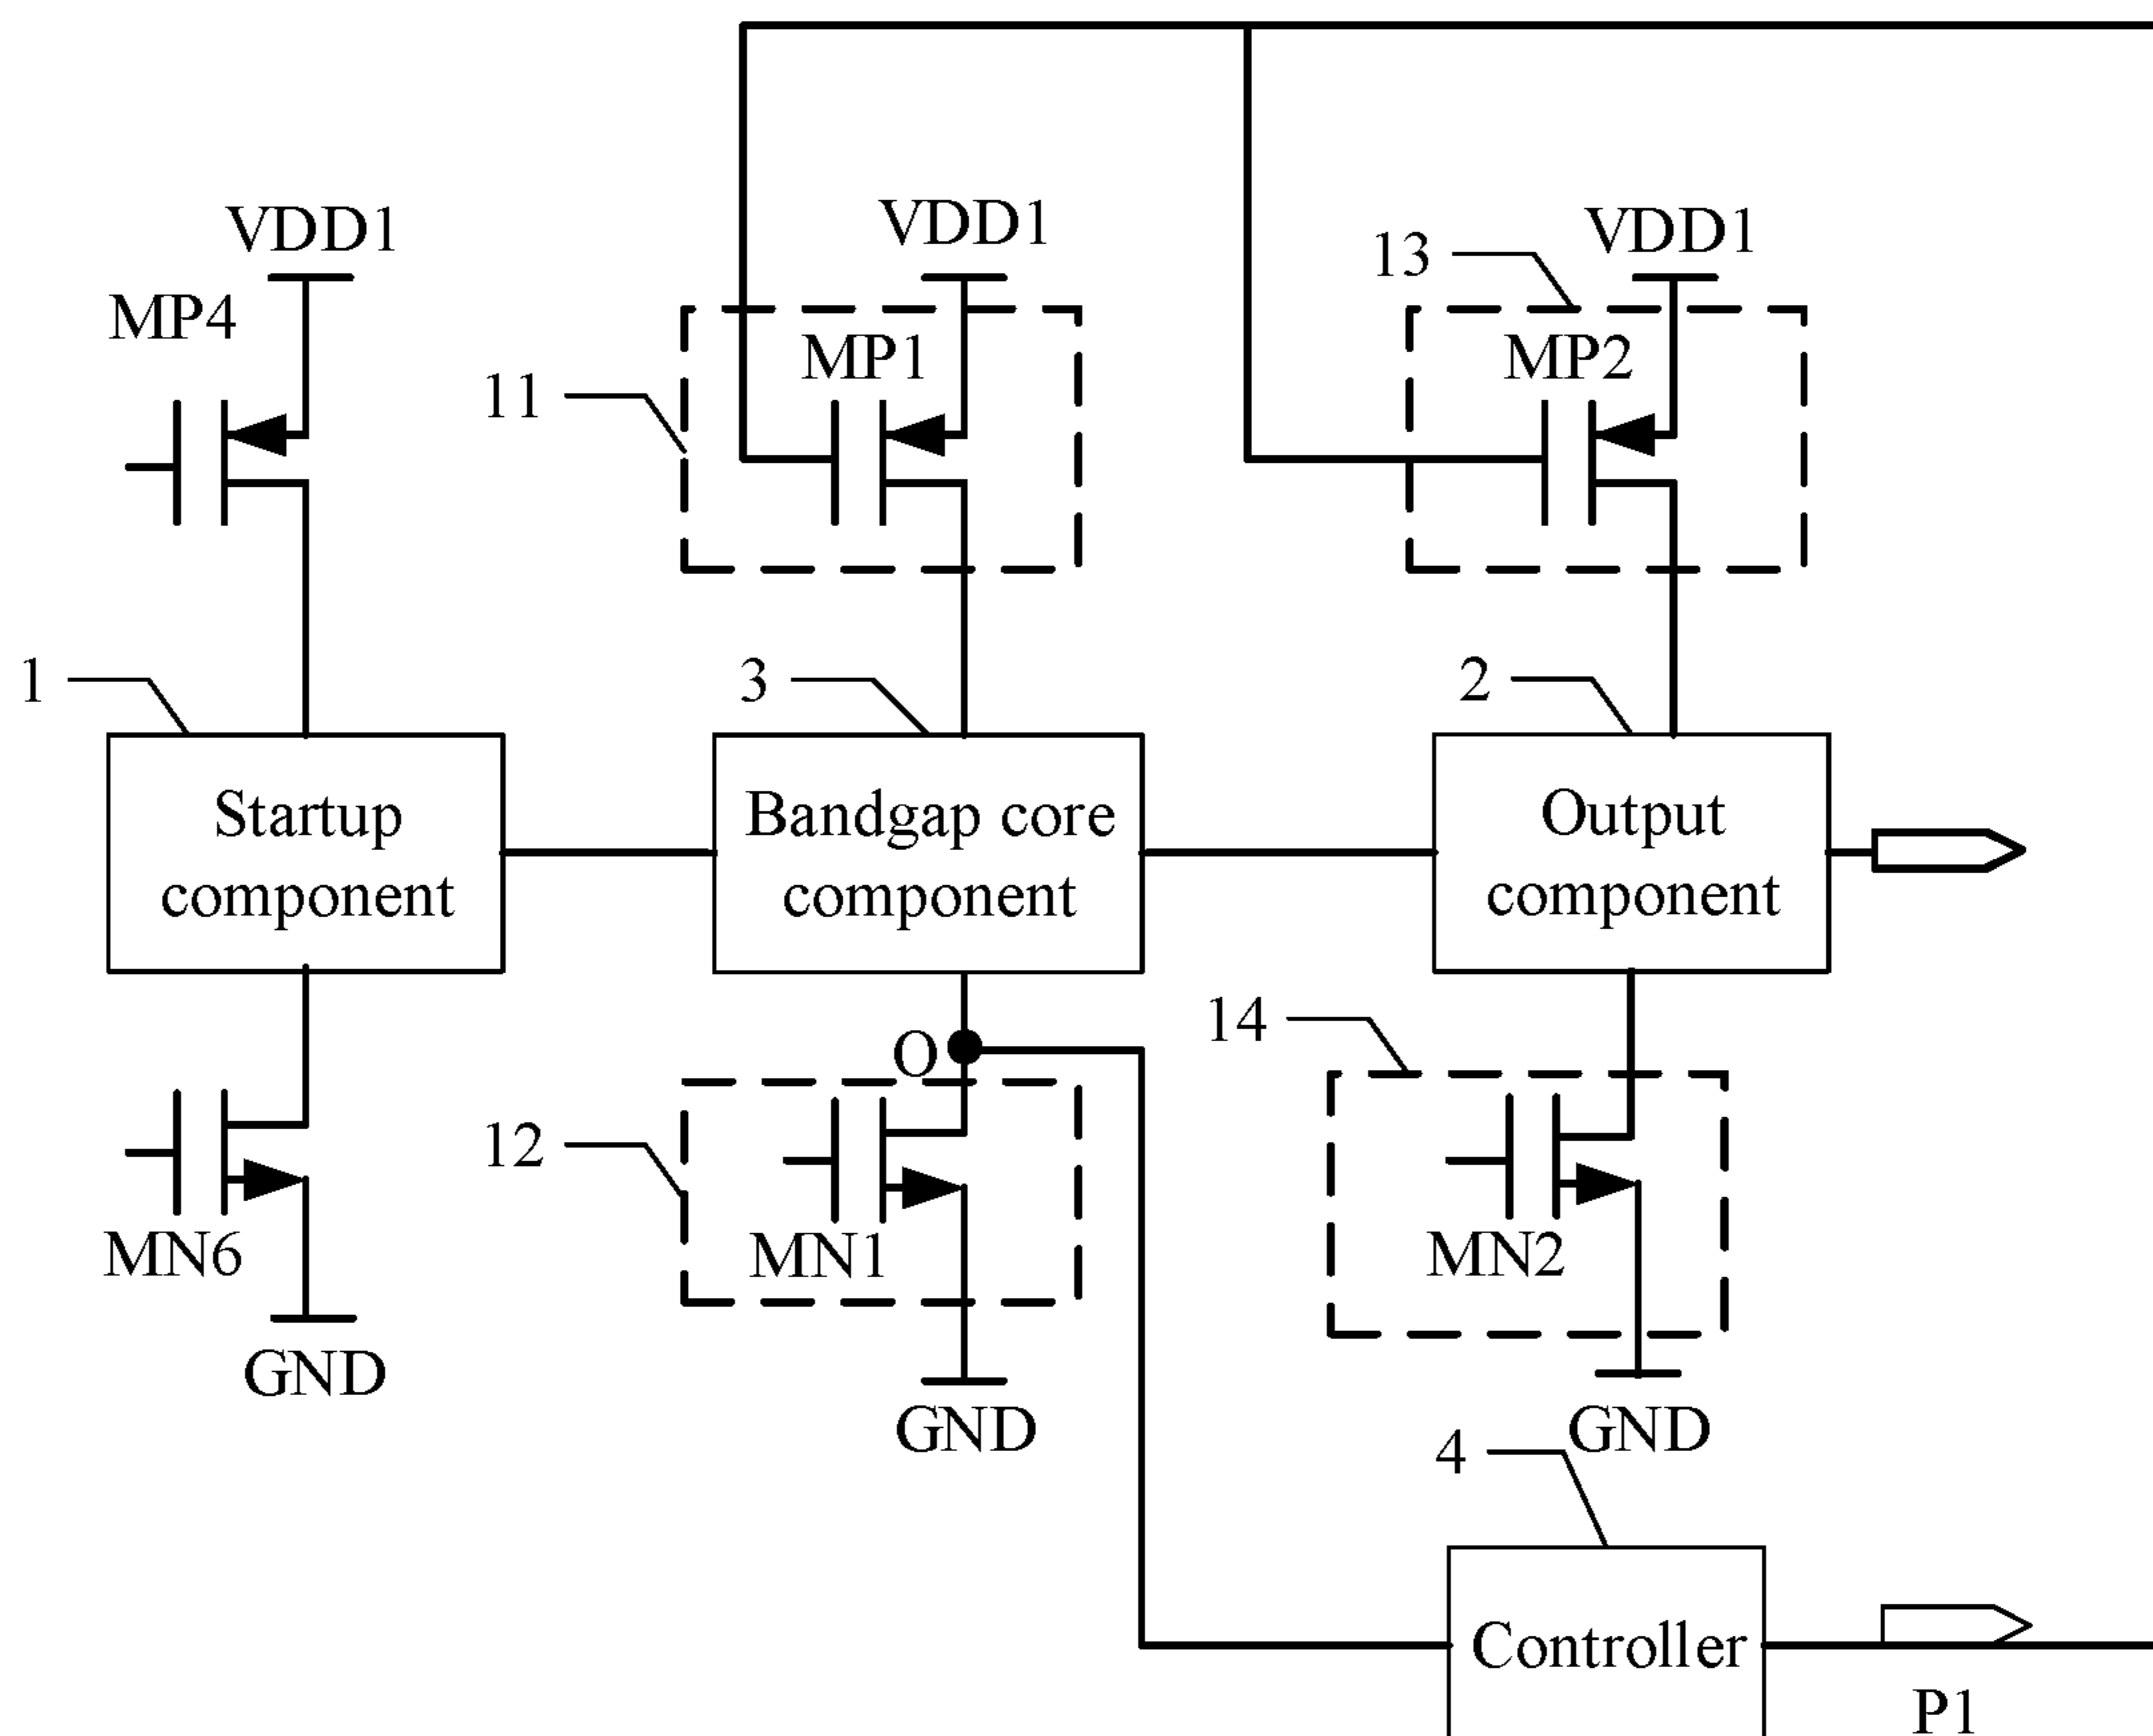 VDD1
VDD1
VDD1
13
MP4
MP1
MP2
11
1
3
2
Startup
component
Bandgap core
component
Output
component
14
O
12
MN6
MN1
MN2
GND
GND
GND
4
Controller
P1